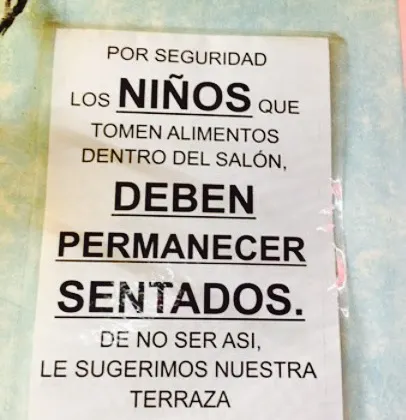 POR SEGURIDAD
LOS NIÑOS QUE
TOMEN ALIMENTOS
DENTRO DEL SALÓN,
DEBEN
PERMANECER
SENTADOS.
DE NO SER ASI,
LE SUGERIMOS NUESTRA
TERRAZA